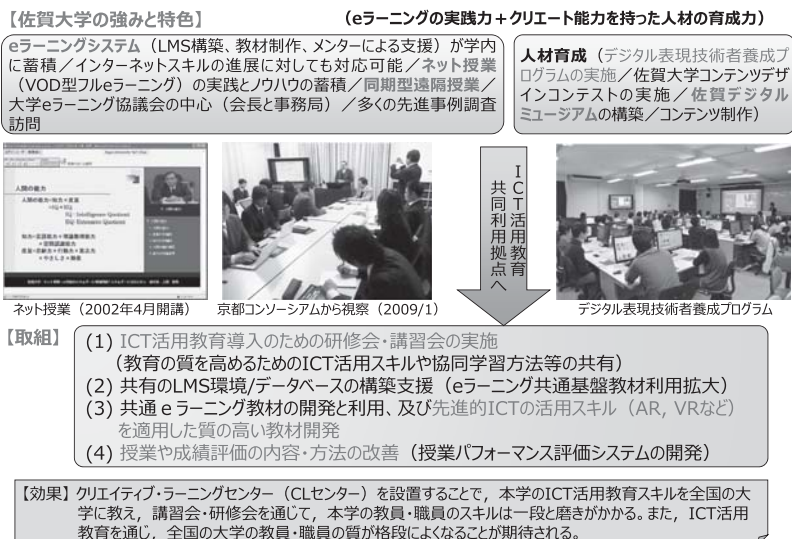 【佐賀大学の強みと特色】
（eラーニングの実践力＋クリエート能力を持った人材の育成力）
eラーニングシステム（LMS構築、教材制作、メンターによる支援）が学内
に蓄積／インターネットスキルの進展に対しても対応可能／ネット授業
（VOD型フルeラーニング）の実践とノウハウの蓄積／同期型遠隔授業／
大学eラーニング協議会の中心（会長と事務局）／多くの先進事例調査
訪問
人材育成（デジタル表現技術者養成プ
ログラムの実施／佐賀大学コンテンツデザ
インコンテストの実施／佐賀デジタル
ミュージアムの構築／コンテンツ制作）
人間の能力
ネット授業（2002年4月開講）
京都コンソーシアムから視察（2009/1）
ICT活用教育
共同利用拠点へ
デジタル表現技術者養成プログラム
【取組】
(1) ICT活用教育導入のための研修会・講習会の実施
（教育の質を高めるためのICT活用スキルや協同学習方法等の共有）
(2) 共有のLMS環境/データベースの構築支援（eラーニング共通基盤教材利用拡大）
(3) 共通ｅラーニング教材の開発と利用、及び先進的ICTの活用スキル（AR, VRなど）
を適用した質の高い教材開発
(4) 授業や成績評価の内容・方法の改善（授業パフォーマンス評価システムの開発）
【効果】クリエイティブ・ラーニングセンター（CLセンター）を設置することで，本学のICT活用教育スキルを全国の大
学に教え，講習会・研修会を通じて，本学の教員・職員のスキルは一段と磨きがかかる。また，ICT活用
教育を通じ，全国の大学の教員・職員の質が格段によくなることが期待される。